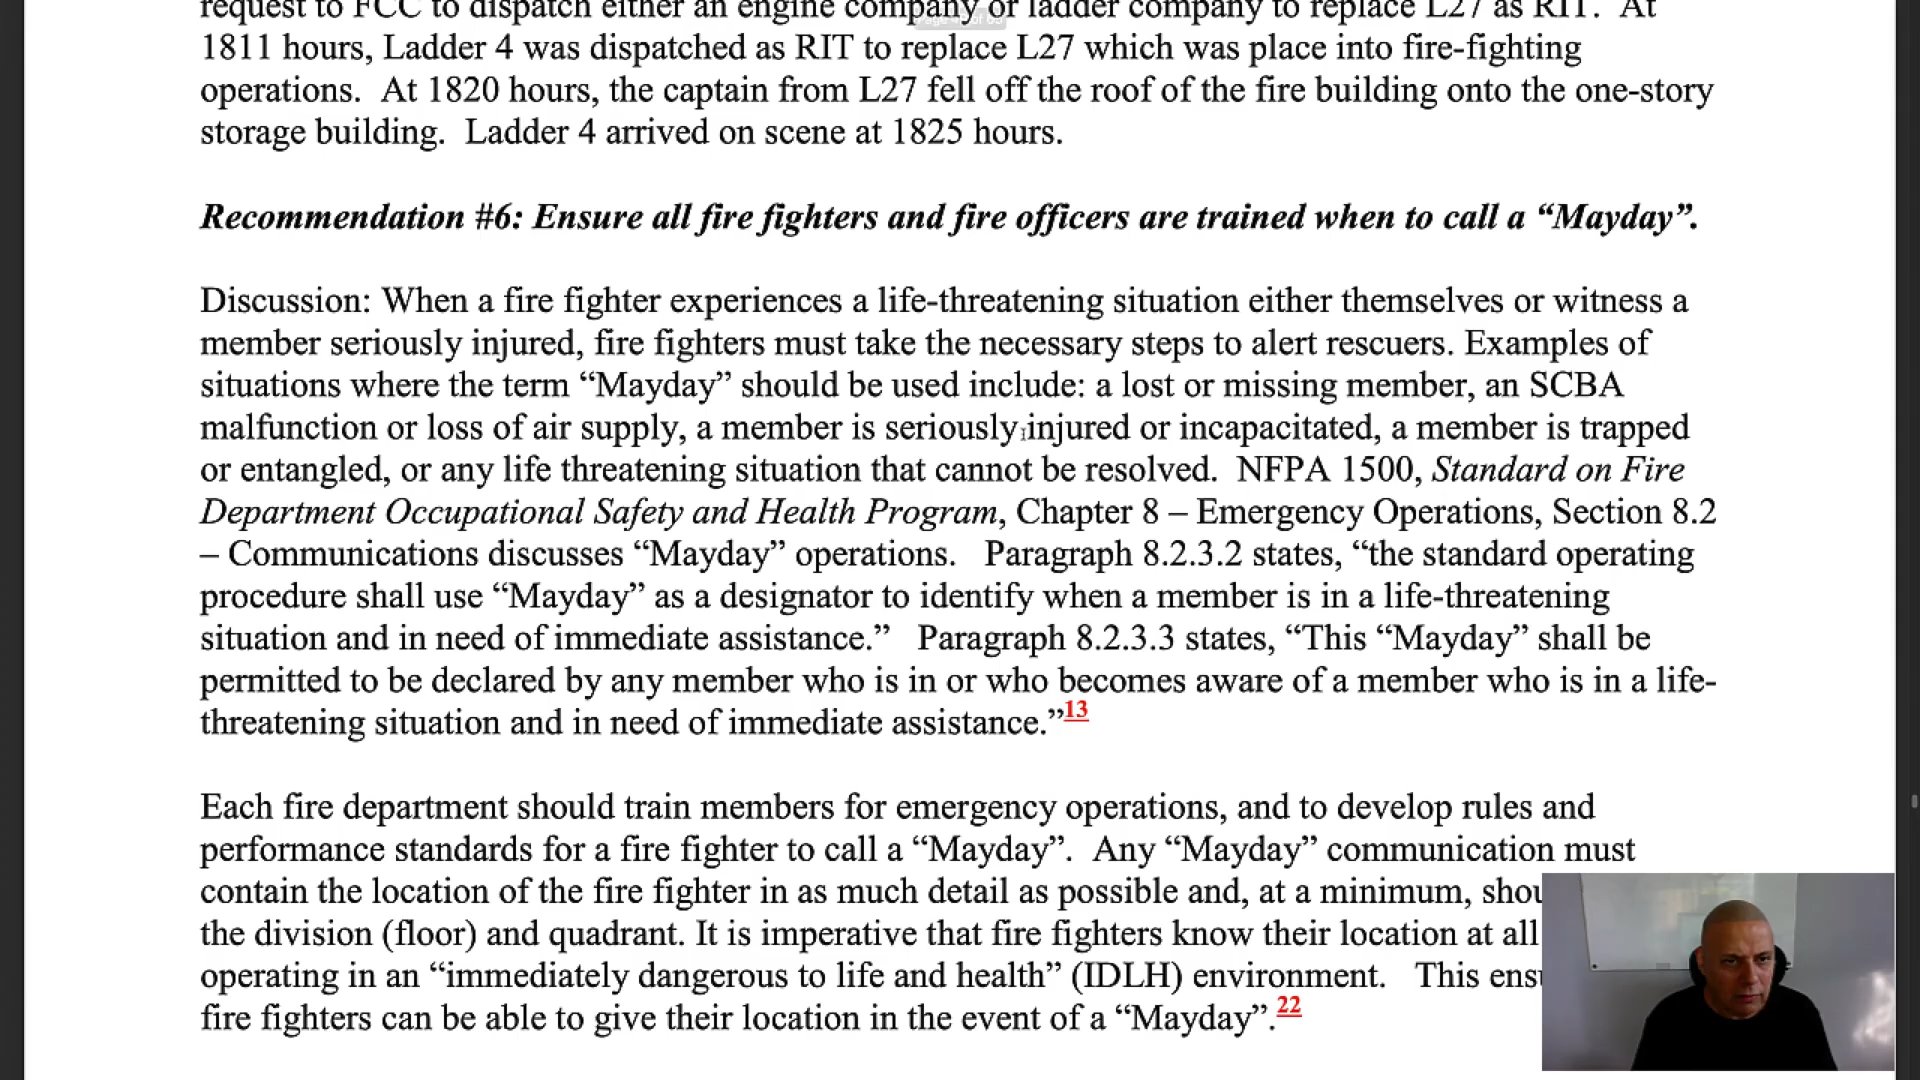 request to FCC to dispatch either an engine company or ladder company to replace L27 as RIT.  At
1811 hours, Ladder 4 was dispatched as RIT to replace L27 which was place into fire-fighting
operations.  At 1820 hours, the captain from L27 fell off the roof of the fire building onto the one-story
storage building.  Ladder 4 arrived on scene at 1825 hours.
Recommendation #6: Ensure all fire fighters and fire officers are trained when to call a “Mayday”.
Discussion: When a fire fighter experiences a life-threatening situation either themselves or witness a
member seriously injured, fire fighters must take the necessary steps to alert rescuers. Examples of
situations where the term “Mayday” should be used include: a lost or missing member, an SCBA
malfunction or loss of air supply, a member is seriously injured or incapacitated, a member is trapped
or entangled, or any life threatening situation that cannot be resolved.  NFPA 1500, Standard on Fire
Department Occupational Safety and Health Program, Chapter 8 – Emergency Operations, Section 8.2
– Communications discusses “Mayday” operations.   Paragraph 8.2.3.2 states, “the standard operating
procedure shall use “Mayday” as a designator to identify when a member is in a life-threatening
situation and in need of immediate assistance.”   Paragraph 8.2.3.3 states, “This “Mayday” shall be
permitted to be declared by any member who is in or who becomes aware of a member who is in a life-
threatening situation and in need of immediate assistance.”13
Each fire department should train members for emergency operations, and to develop rules and
performance standards for a fire fighter to call a “Mayday”.  Any “Mayday” communication must
contain the location of the fire fighter in as much detail as possible and, at a minimum, shou
the division (floor) and quadrant. It is imperative that fire fighters know their location at all
operating in an “immediately dangerous to life and health” (IDLH) environment.   This ens
fire fighters can be able to give their location in the event of a “Mayday”.22